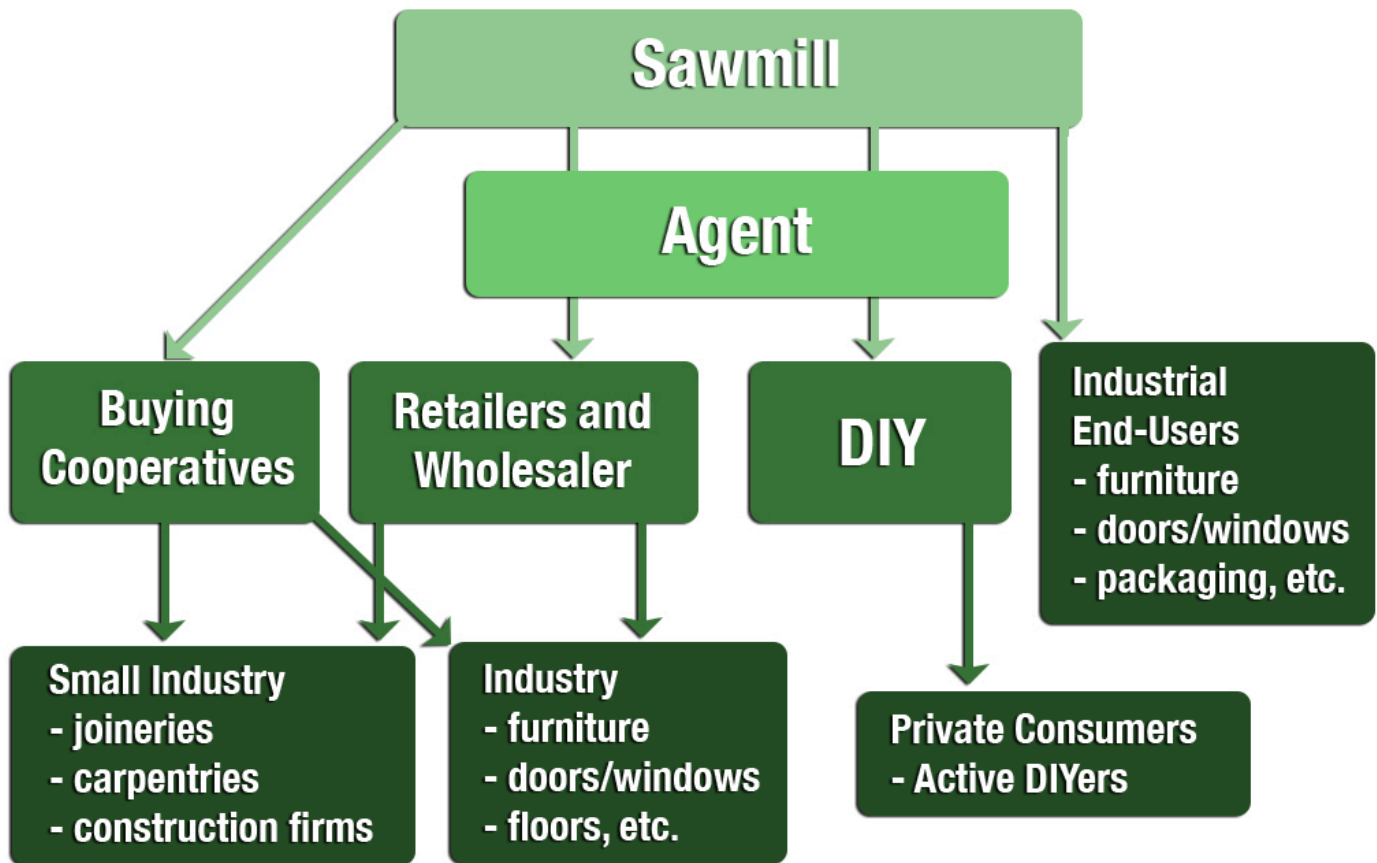 Sawmill
Agent
Buying
Cooperatives
Retailers and
Wholesaler
DIY
Industrial
End-Users
- furniture
- doors/windows
- packaging, etc.
Small Industry
- joineries
- carpentries
- construction firms
Industry
- furniture
- doors/windows
- floors, etc.
Private Consumers
- Active DIYers